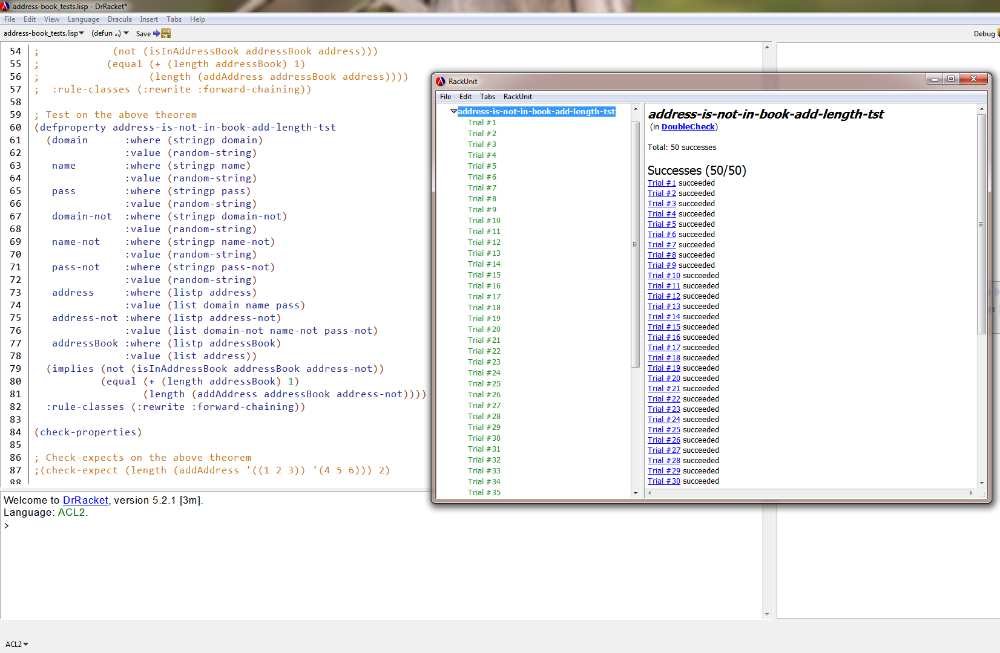 address-book_tests.lisp - DrRacket*
File Edit View Language Dracula Insert Tabs Help
address-book_tests.lisp (defun ...) Save Debug
54 ; (not (isInAddressBook addressBook address)))
55 ; (equal (+ (length addressBook) 1)
56 ; (length (addAddress addressBook address))))
57 ; :rule-classes (:rewrite :forward-chaining))
58
59 ; Test on the above theorem
60 (defproperty address-is-not-in-book-add-length-tst
61 (domain :where (stringp domain)
62 :value (random-string)
63 name :where (stringp name)
64 :value (random-string)
65 pass :where (stringp pass)
66 :value (random-string)
67 domain-not :where (stringp domain-not)
68 :value (random-string)
69 name-not :where (stringp name-not)
70 :value (random-string)
71 pass-not :where (stringp pass-not)
72 :value (random-string)
73 address :where (listp address)
74 :value (list domain name pass)
75 address-not :where (listp address-not)
76 :value (list domain-not name-not pass-not)
77 addressBook :where (listp addressBook)
78 :value (list address))
79 (implies (not (isInAddressBook addressBook address-not))
80 (equal (+ (length addressBook) 1)
81 (length (addAddress addressBook address-not))))
82 :rule-classes (:rewrite :forward-chaining))
83
84 (check-properties)
85
86 ; Check-expects on the above theorem
87 ;(check-expect (length (addAddress '((1 2 3)) '(4 5 6))) 2)
88
Welcome to DrRacket, version 5.2.1 [3m].
Language: ACL2.
>
ACL2
RackUnit
File Edit Tabs RackUnit
address-is-not-in-book-add-length-tst
Trial #1
Trial #2
Trial #3
Trial #4
Trial #5
Trial #6
Trial #7
Trial #8
Trial #9
Trial #10
Trial #11
Trial #12
Trial #13
Trial #14
Trial #15
Trial #16
Trial #17
Trial #18
Trial #19
Trial #20
Trial #21
Trial #22
Trial #23
Trial #24
Trial #25
Trial #26
Trial #27
Trial #28
Trial #29
Trial #30
Trial #31
Trial #32
Trial #33
Trial #34
Trial #35
address-is-not-in-book-add-length-tst
(in DoubleCheck)
Total: 50 successes
Successes (50/50)
Trial #1 succeeded
Trial #2 succeeded
Trial #3 succeeded
Trial #4 succeeded
Trial #5 succeeded
Trial #6 succeeded
Trial #7 succeeded
Trial #8 succeeded
Trial #9 succeeded
Trial #10 succeeded
Trial #11 succeeded
Trial #12 succeeded
Trial #13 succeeded
Trial #14 succeeded
Trial #15 succeeded
Trial #16 succeeded
Trial #17 succeeded
Trial #18 succeeded
Trial #19 succeeded
Trial #20 succeeded
Trial #21 succeeded
Trial #22 succeeded
Trial #23 succeeded
Trial #24 succeeded
Trial #25 succeeded
Trial #26 succeeded
Trial #27 succeeded
Trial #28 succeeded
Trial #29 succeeded
Trial #30 succeeded